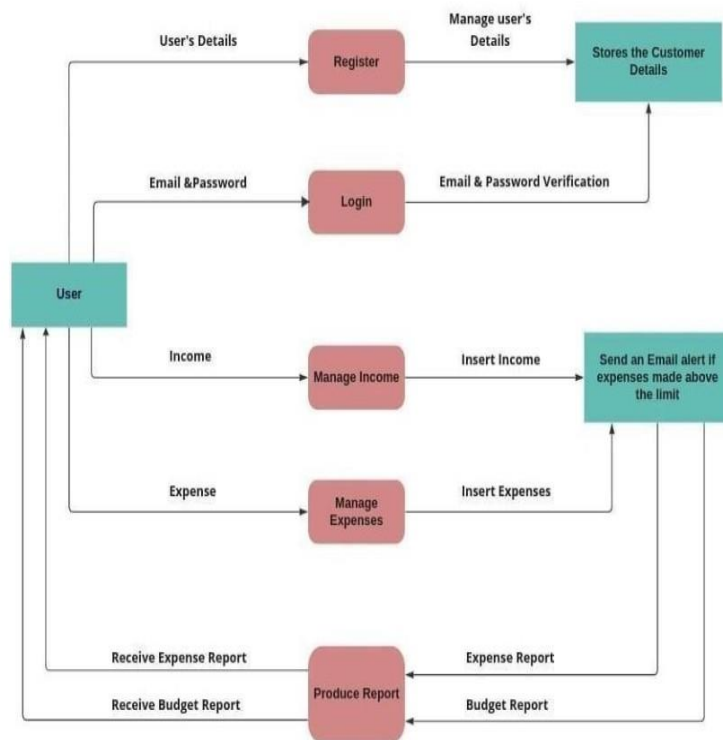 Manage user's
Details
User's Details
Register
Stores the Customer
Details
Email &Password
Login
Email & Password Verification
User
Income
Manage Income
Insert Income
Send an Email alert if
expenses made above
the limit
Expense
Manage
Expenses
Insert Expenses
Receive Expense Report
Expense Report
Produce Report
Receive Budget Report
Budget Report